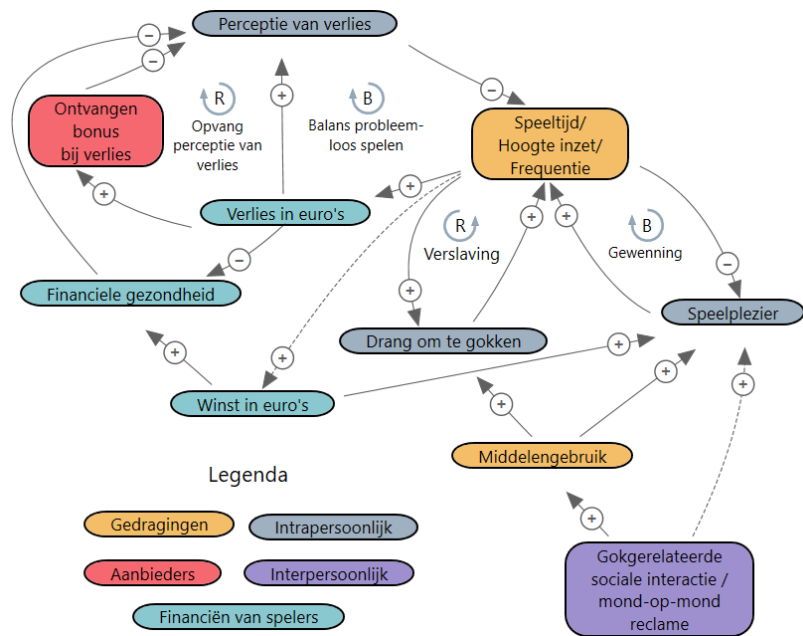 Perceptie van verlies
Ontvangen
bonus
bij verlies
R
Opvang
perceptie van
verlies
B
Balans probleem-
loos spelen
Speeltijd/
Hoogte inzet/
Frequentie
Verlies in euro's
R
Verslaving
B
Gewenning
Financiele gezondheid
Speelplezier
Drang om te gokken
Winst in euro's
Middelengebruik
Legenda
Gedragingen
Intrapersoonlijk
Aanbieders
Interpersoonlijk
Financiën van spelers
Gokgerelateerde
sociale interactie /
mond-op-mond
reclame
−
−
−
+
+
+
+
+
−
+
+
−
+
+
+
+
+
+
+